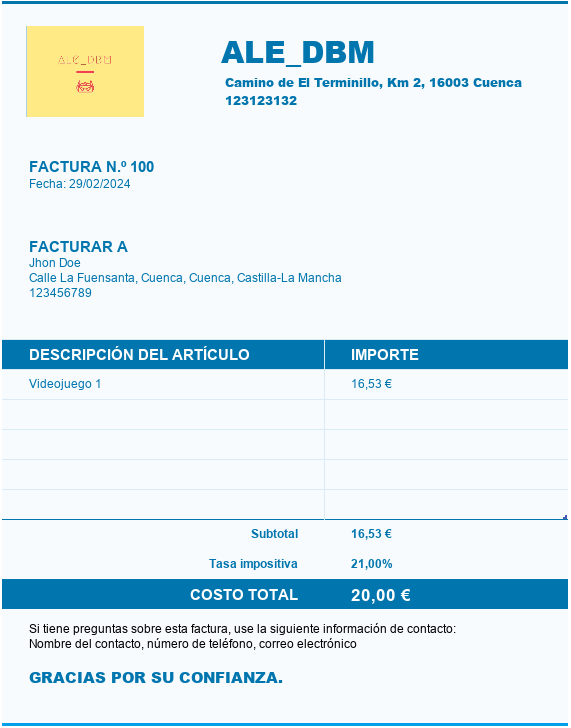 ALE_DBM
ALE_DBM
Camino de El Terminillo, Km 2, 16003 Cuenca
123123132
FACTURA N.º 100
Fecha: 29/02/2024
FACTURAR A
Jhon Doe
Calle La Fuensanta, Cuenca, Cuenca, Castilla-La Mancha
123456789
DESCRIPCIÓN DEL ARTÍCULO IMPORTE
Videojuego 1 16,53 €
Subtotal 16,53 €
Tasa impositiva 21,00%
COSTO TOTAL 20,00 €
Si tiene preguntas sobre esta factura, use la siguiente información de contacto:
Nombre del contacto, número de teléfono, correo electrónico
GRACIAS POR SU CONFIANZA.